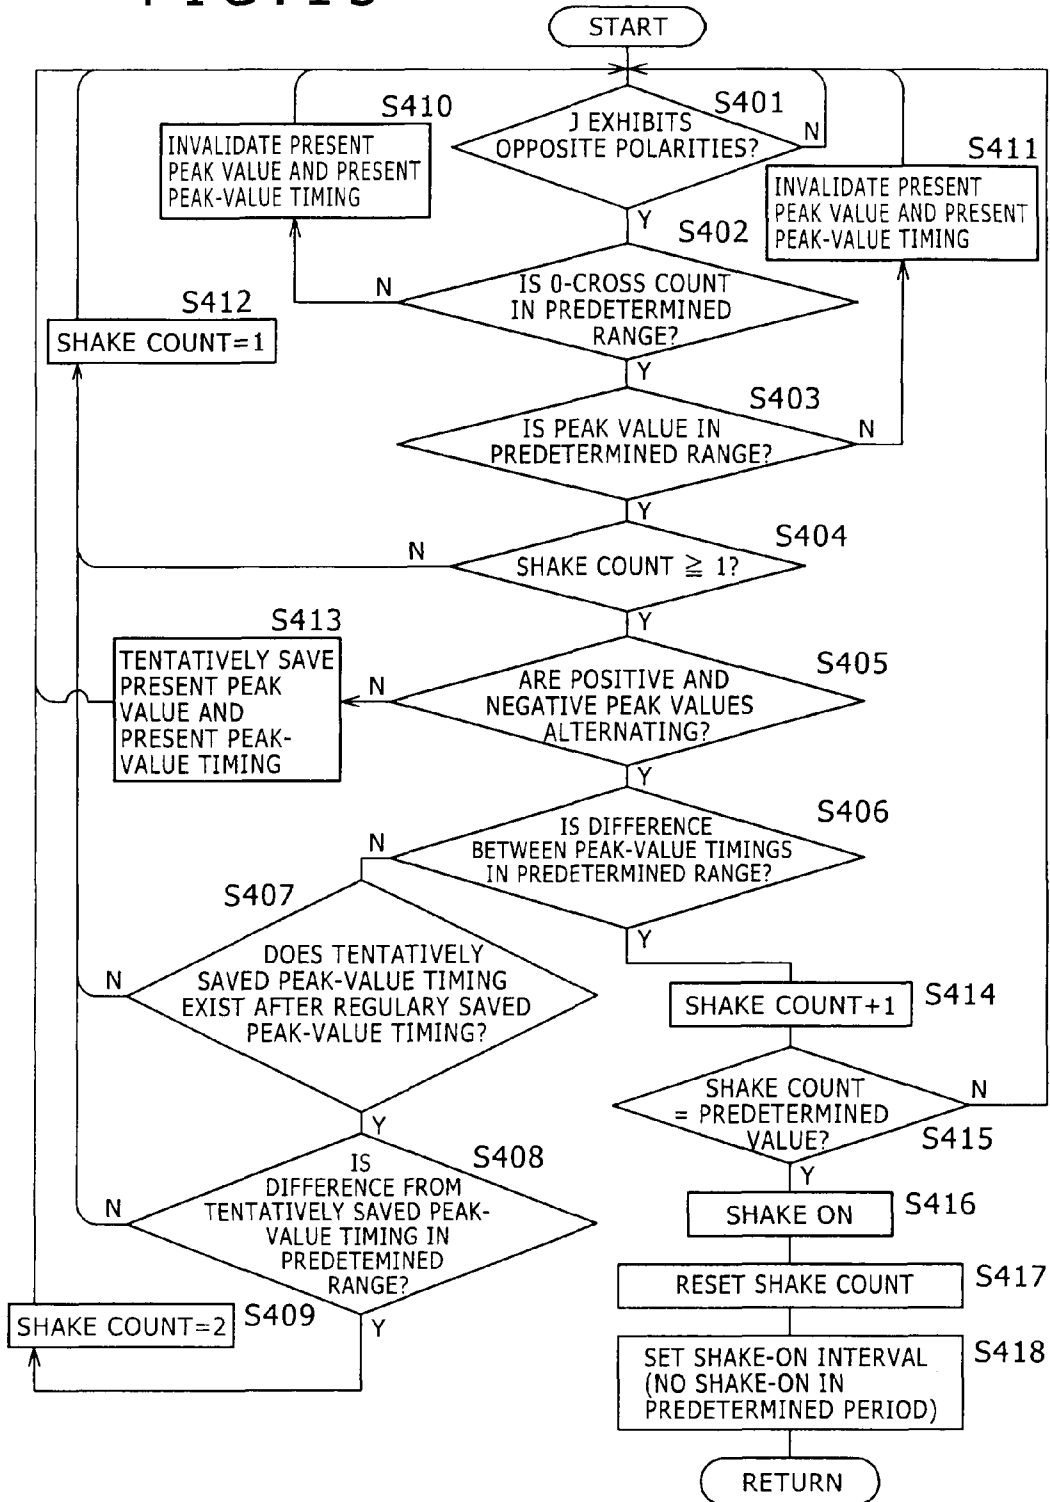 START
S401
J EXHIBITS
OPPOSITE POLARITIES?
N
Y
S410
INVALIDATE PRESENT
PEAK VALUE AND PRESENT
PEAK-VALUE TIMING
S411
INVALIDATE PRESENT
PEAK VALUE AND PRESENT
PEAK-VALUE TIMING
S402
IS 0-CROSS COUNT
IN PREDETERMINED
RANGE?
N
Y
S412
SHAKE COUNT=1
S403
IS PEAK VALUE IN
PREDETERMINED RANGE?
N
Y
S404
SHAKE COUNT ≧ 1?
N
Y
S413
TENTATIVELY SAVE
PRESENT PEAK
VALUE AND
PRESENT PEAK-
VALUE TIMING
S405
ARE POSITIVE AND
NEGATIVE PEAK VALUES
ALTERNATING?
N
Y
S406
IS DIFFERENCE
BETWEEN PEAK-VALUE TIMINGS
IN PREDETERMINED RANGE?
N
Y
S407
DOES TENTATIVELY
SAVED PEAK-VALUE TIMING
EXIST AFTER REGULARY SAVED
PEAK-VALUE TIMING?
N
Y
S414
SHAKE COUNT+1
SHAKE COUNT
= PREDETERMINED
VALUE?
N
S415
Y
S408
IS
DIFFERENCE FROM
TENTATIVELY SAVED PEAK-
VALUE TIMING IN
PREDETEMINED
RANGE?
N
Y
S409
SHAKE COUNT=2
S416
SHAKE ON
S417
RESET SHAKE COUNT
S418
SET SHAKE-ON INTERVAL
(NO SHAKE-ON IN
PREDETERMINED PERIOD)
RETURN